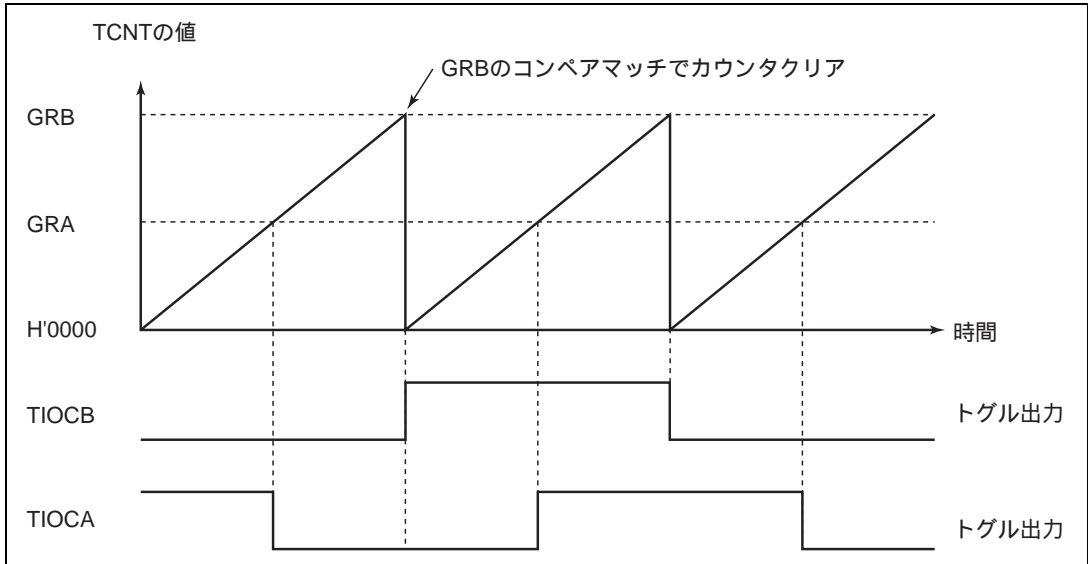 TCNTの値
GRBのコンペアマッチでカウンタクリア
GRB
GRA
H'0000
時間
TIOCB
トグル出力
TIOCA
トグル出力